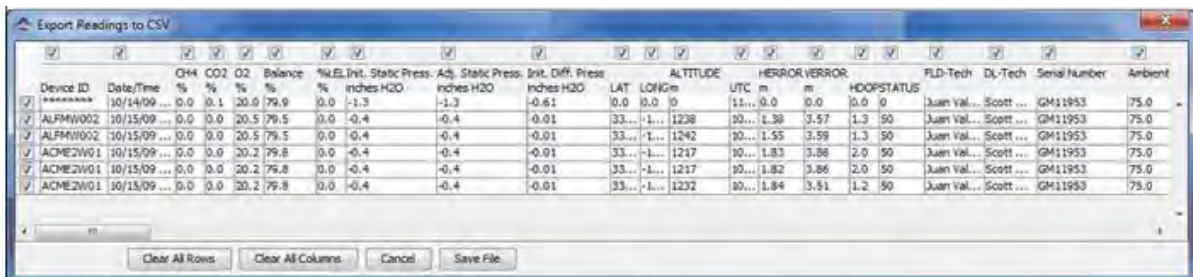 Export Readings to CSV
CH4 CO2 O2 Balance %LEL Init. Static Press. Adj. Static Press. Init. Diff. Press ALTITUDE HERROR VERROR FLD-Tech DL-Tech Serial Number Ambient
Device ID Date/Time % % % % % inches H2O inches H2O inches H2O LAT LONG m UTC m m HDOP STATUS
******** 10/14/09 ... 0.0 0.1 20.0 79.9 0.0 -1.3 -1.3 -0.61 0.0 0.0 0 11... 0.0 0.0 0.0 0 Juan Val... Scott ... GM11953 75.0
ALFMW002 10/15/09 ... 0.0 0.0 20.5 79.5 0.0 -0.4 -0.4 -0.01 33... -1... 1238 10... 1.38 3.57 1.3 50 Juan Val... Scott ... GM11953 75.0
ALFMW002 10/15/09 ... 0.0 0.0 20.5 79.5 0.0 -0.4 -0.4 -0.01 33... -1... 1242 10... 1.55 3.59 1.3 50 Juan Val... Scott ... GM11953 75.0
ACME2W01 10/15/09 ... 0.0 0.0 20.2 79.8 0.0 -0.4 -0.4 -0.01 33... -1... 1217 10... 1.83 3.86 2.0 50 Juan Val... Scott ... GM11953 75.0
ACME2W01 10/15/09 ... 0.0 0.0 20.2 79.8 0.0 -0.4 -0.4 -0.01 33... -1... 1217 10... 1.82 3.86 2.0 50 Juan Val... Scott ... GM11953 75.0
ACME2W01 10/15/09 ... 0.0 0.0 20.2 79.8 0.0 -0.4 -0.4 -0.01 33... -1... 1232 10... 1.84 3.51 1.2 50 Juan Val... Scott ... GM11953 75.0
Clear All Rows Clear All Columns Cancel Save File